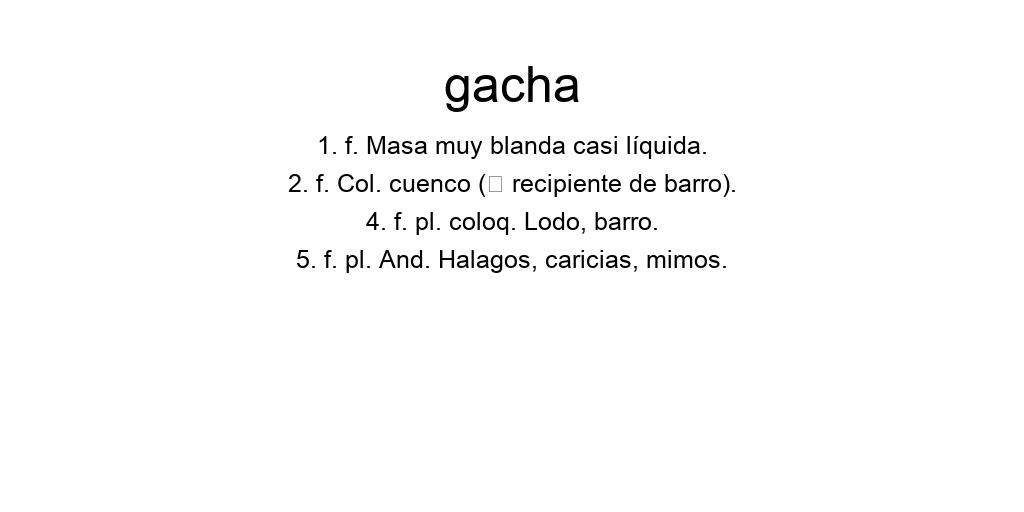 gacha
1. f. Masa muy blanda casi líquida.
2. f. Col. cuenco (▯ recipiente de barro).
4. f. pl. coloq. Lodo, barro.
5. f. pl. And. Halagos, caricias, mimos.